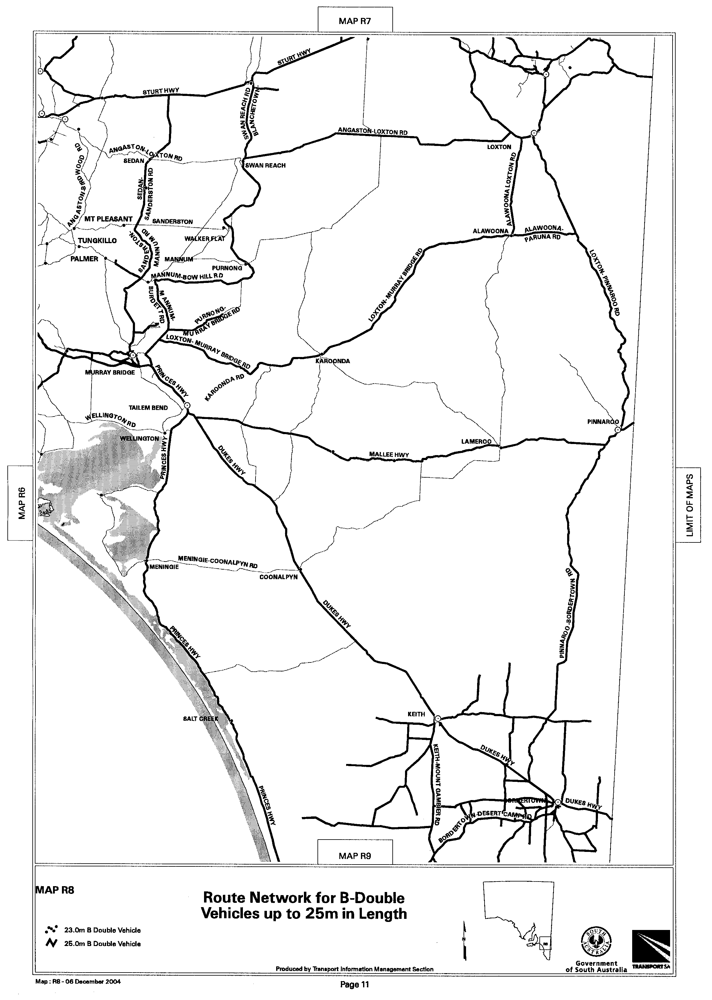 MAP R7
STURT HWY
STURT HWY
SWAN REACH RD
BLANCHETOWN-
ANGASTON-LOXTON RD
LOXTON
ANGASTON-LOXTON RD
SEDAN
SWAN REACH
ANGASTON-BIRDWOOD RD
SEDAN-
SANDERSTON RD
ALAWOONA LOXTON RD
MT PLEASANT
SANDERSTON
ALAWOONA
ALAWOONA-
PARUNA RD
TUNGKILLO
WALKER FLAT
SANDERSTON-
MANNUM RD
PALMER
MANNUM
PURNONG
MANNUM-BOW HILL RD
LOXTON-MURRAY BRIDGE RD
LOXTON-PINNAROO RD
MANNUM-
BURDETT RD
PURNONG-
MURRAY BRIDGE RD
LOXTON-MURRAY BRIDGE RD
KAROONDA
MURRAY BRIDGE
PRINCES HWY
KAROONDA RD
TAILEM BEND
WELLINGTON RD
PINNAROO
WELLINGTON
LAMEROO
PRINCES HWY
DUKES HWY
MALLEE HWY
MAP R6
LIMIT OF MAPS
MENINGIE-COONALPYN RD
MENINGIE
COONALPYN
PINNAROO-BORDERTOWN RD
DUKES HWY
PRINCES HWY
SALT CREEK
KEITH
KEITH-MOUNT GAMBIER RD
DUKES HWY
PRINCES HWY
BORDERTOWN
DUKES HWY
BORDERTOWN-DESERT CAMP RD
MAP R9
MAP R8
Route Network for B-Double
Vehicles up to 25m in Length
23.0m B Double Vehicle
25.0m B Double Vehicle
N
R8
SOUTH AUSTRALIA
Government
of South Australia
TRANSPORT SA
Produced by Transport Information Management Section
Map : R8 - 06 December 2004
Page 11